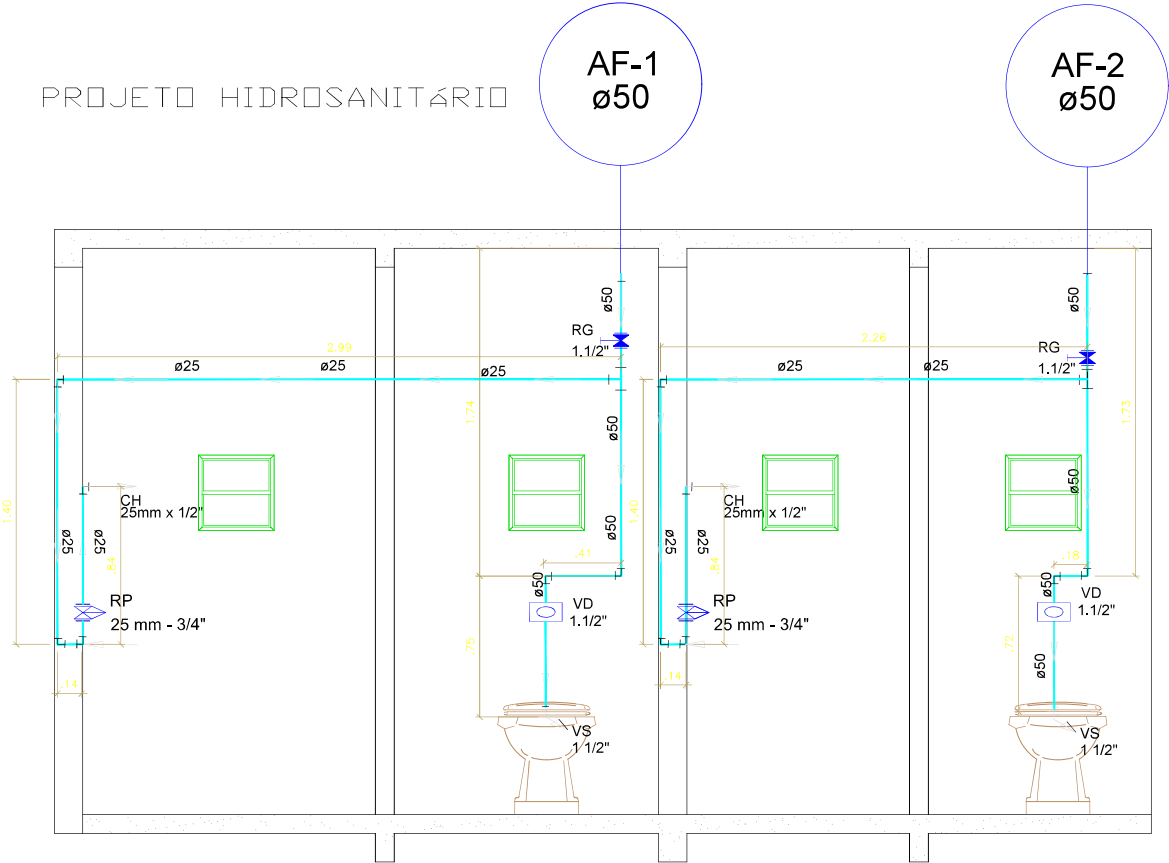 AF-1
ø50
AF-2
ø50
PROJETO HIDROSANITáRIO
ø50
ø50
RG
1.1/2"
2.99
2.26
RG
1.1/2"
ø25
ø25
ø25
ø25
ø25
1.74
ø50
1.73
1.40
CH
25mm x 1/2"
ø25
ø25
.84
ø50
1.40
CH
25mm x 1/2"
ø25
ø25
.84
ø50
.41
.18
ø50
ø50
VD
1.1/2"
VD
1.1/2"
RP
25 mm - 3/4"
RP
25 mm - 3/4"
.75
.72
ø50
.14
.14
VS
1 1/2"
VS
1 1/2"